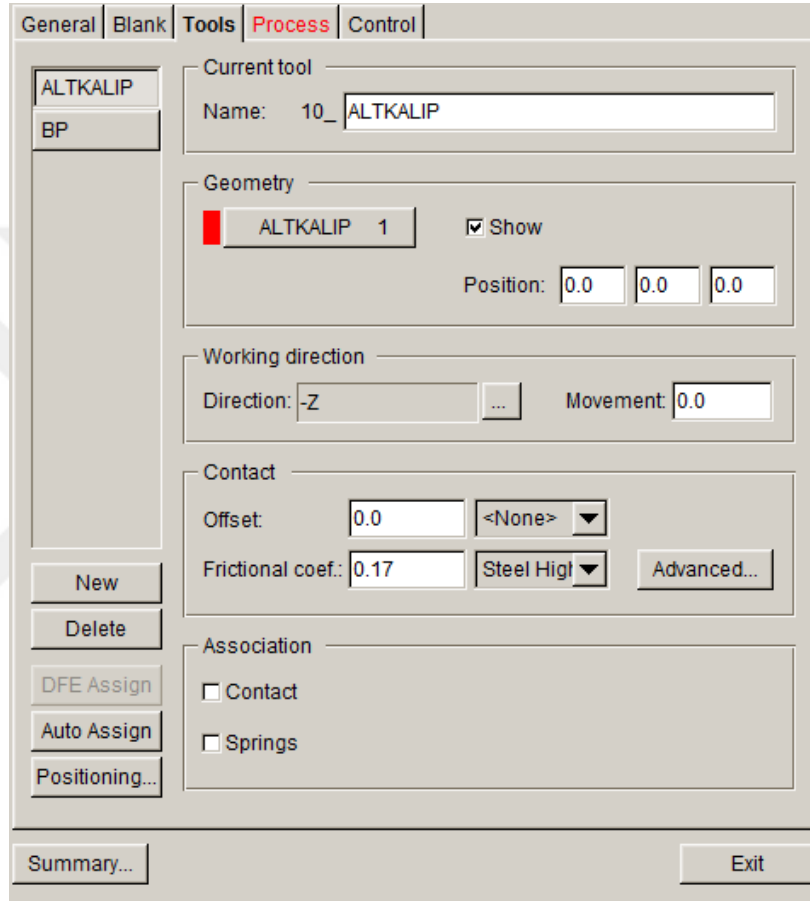 General Blank Tools Process Control
ALTKALIP
BP
Current tool
Name: 10_ ALTKALIP
Geometry
ALTKALIP 1 Show
Position: 0.0 0.0 0.0
Working direction
Direction: -Z ... Movement: 0.0
Contact
Offset: 0.0 <None>
Frictional coef.: 0.17 Steel High Advanced...
Association
Contact
Springs
New
Delete
DFE Assign
Auto Assign
Positioning...
Summary... Exit